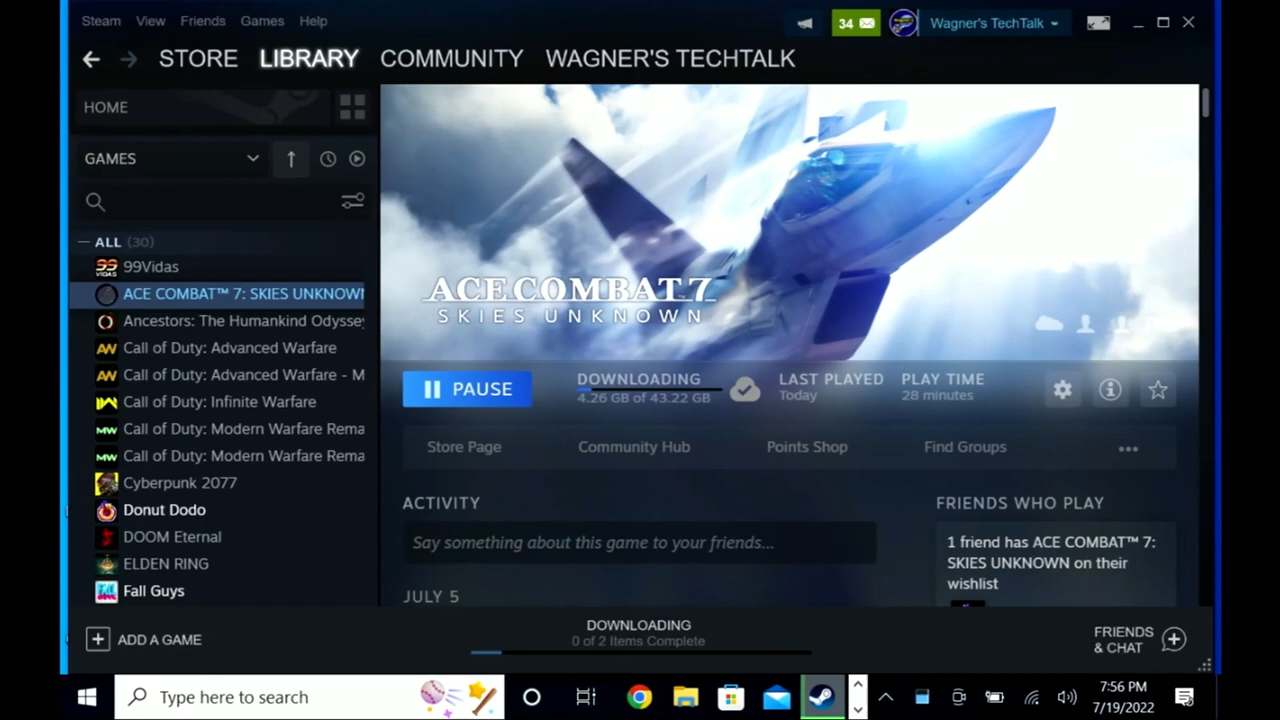 Steam View Friends Games Help
34
Wagner's TechTalk
STORE LIBRARY COMMUNITY WAGNER'S TECHTALK
HOME
GAMES
ALL (30)
99Vidas
ACE COMBAT™ 7: SKIES UNKNOWN
Ancestors: The Humankind Odyssey
Call of Duty: Advanced Warfare
Call of Duty: Advanced Warfare - M
Call of Duty: Infinite Warfare
Call of Duty: Modern Warfare Rema
Call of Duty: Modern Warfare Rema
Cyberpunk 2077
Donut Dodo
DOOM Eternal
ELDEN RING
Fall Guys
ACE COMBAT™ 7
SKIES UNKNOWN
PAUSE
DOWNLOADING
4.26 GB of 43.22 GB
LAST PLAYED
Today
PLAY TIME
28 minutes
Store Page Community Hub Points Shop Find Groups
ACTIVITY
Say something about this game to your friends...
JULY 5
FRIENDS WHO PLAY
1 friend has ACE COMBAT™ 7:
SKIES UNKNOWN on their
wishlist
ADD A GAME
DOWNLOADING
0 of 2 Items Complete
FRIENDS
& CHAT
Type here to search
7:56 PM
7/19/2022